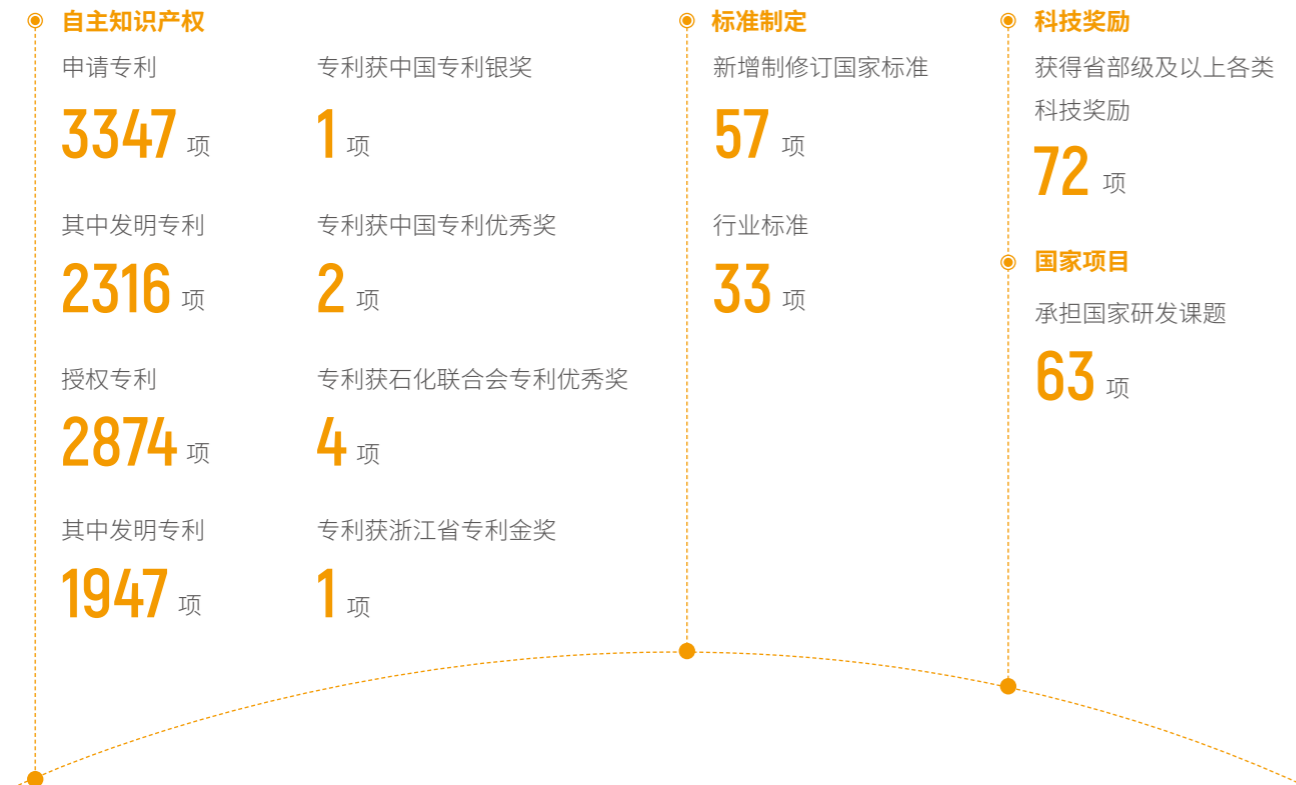 自主知识产权
申请专利
3347 项
其中发明专利
2316 项
授权专利
2874 项
其中发明专利
1947 项
专利获中国专利银奖
1 项
专利获中国专利优秀奖
2 项
专利获石化联合会专利优秀奖
4 项
专利获浙江省专利金奖
1 项
标准制定
新增制修订国家标准
57 项
行业标准
33 项
科技奖励
获得省部级及以上各类
科技奖励
72 项
国家项目
承担国家研发课题
63 项